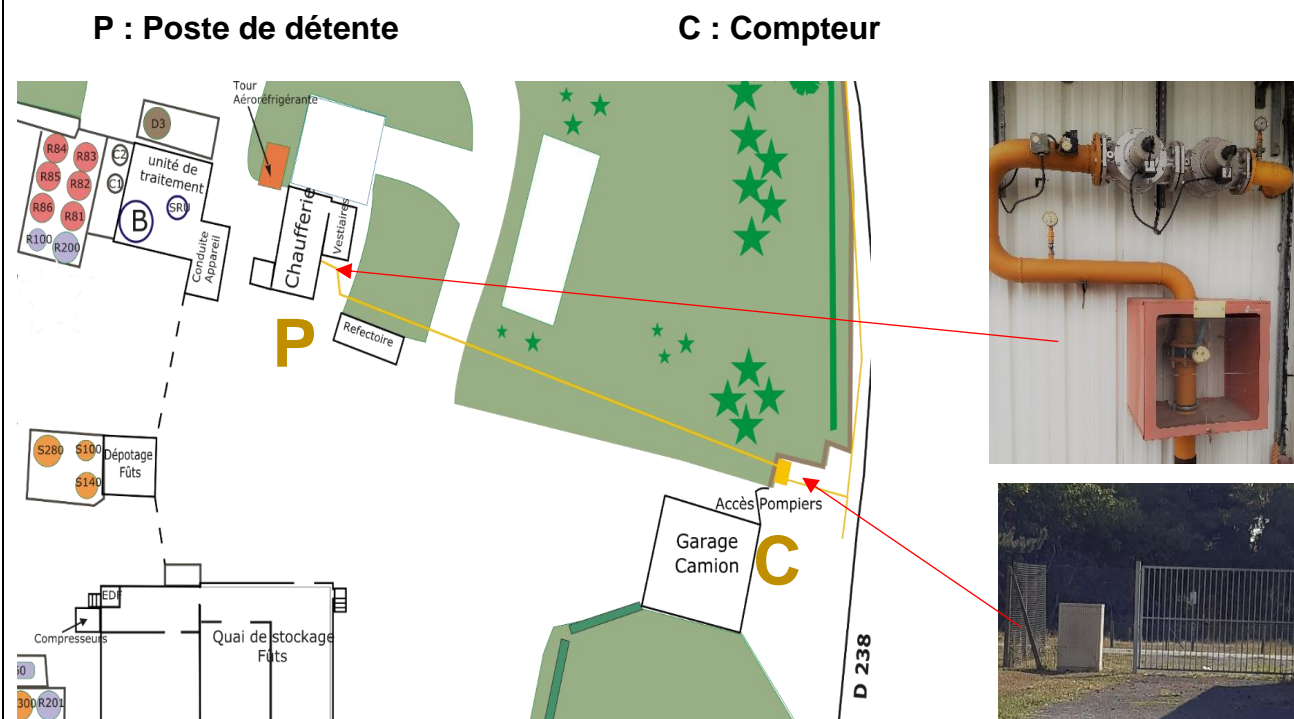 P : Poste de détente
C : Compteur
Tour
Aéroréfrigérante
D3
R84
R83
C2
unité de
traitement
R85
R82
C1
R86
R81
B
SRU
R100
R200
Conduite
Appareil
Chaufferie
Vestiaires
P
Refectoire
S280
S100
Dépotage
Fûts
S140
Accès Pompiers
Garage
Camion
C
EDF
Compresseurs
Quai de stockage
Fûts
D 238
60
300
R201